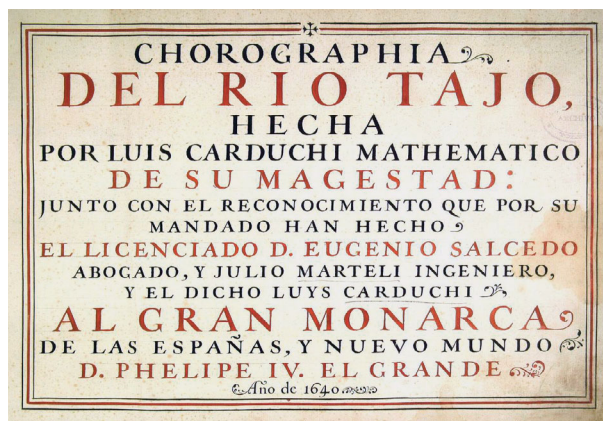 CHOROGRAPHIA
DEL RIO TAJO,
HECHA
POR LUIS CARDUCHI MATHEMATICO
DE SU MAGESTAD:
JUNTO CON EL RECONOCIMIENTO QUE POR SU
MANDADO HAN HECHO
EL LICENCIADO D. EUGENIO SALCEDO
ABOGADO, Y JULIO MARTELI INGENIERO,
Y EL DICHO LUYS CARDUCHI
AL GRAN MONARCA
DE LAS ESPAÑAS, Y NUEVO MUNDO
D. PHELIPE IV. EL GRANDE
Año de 1640